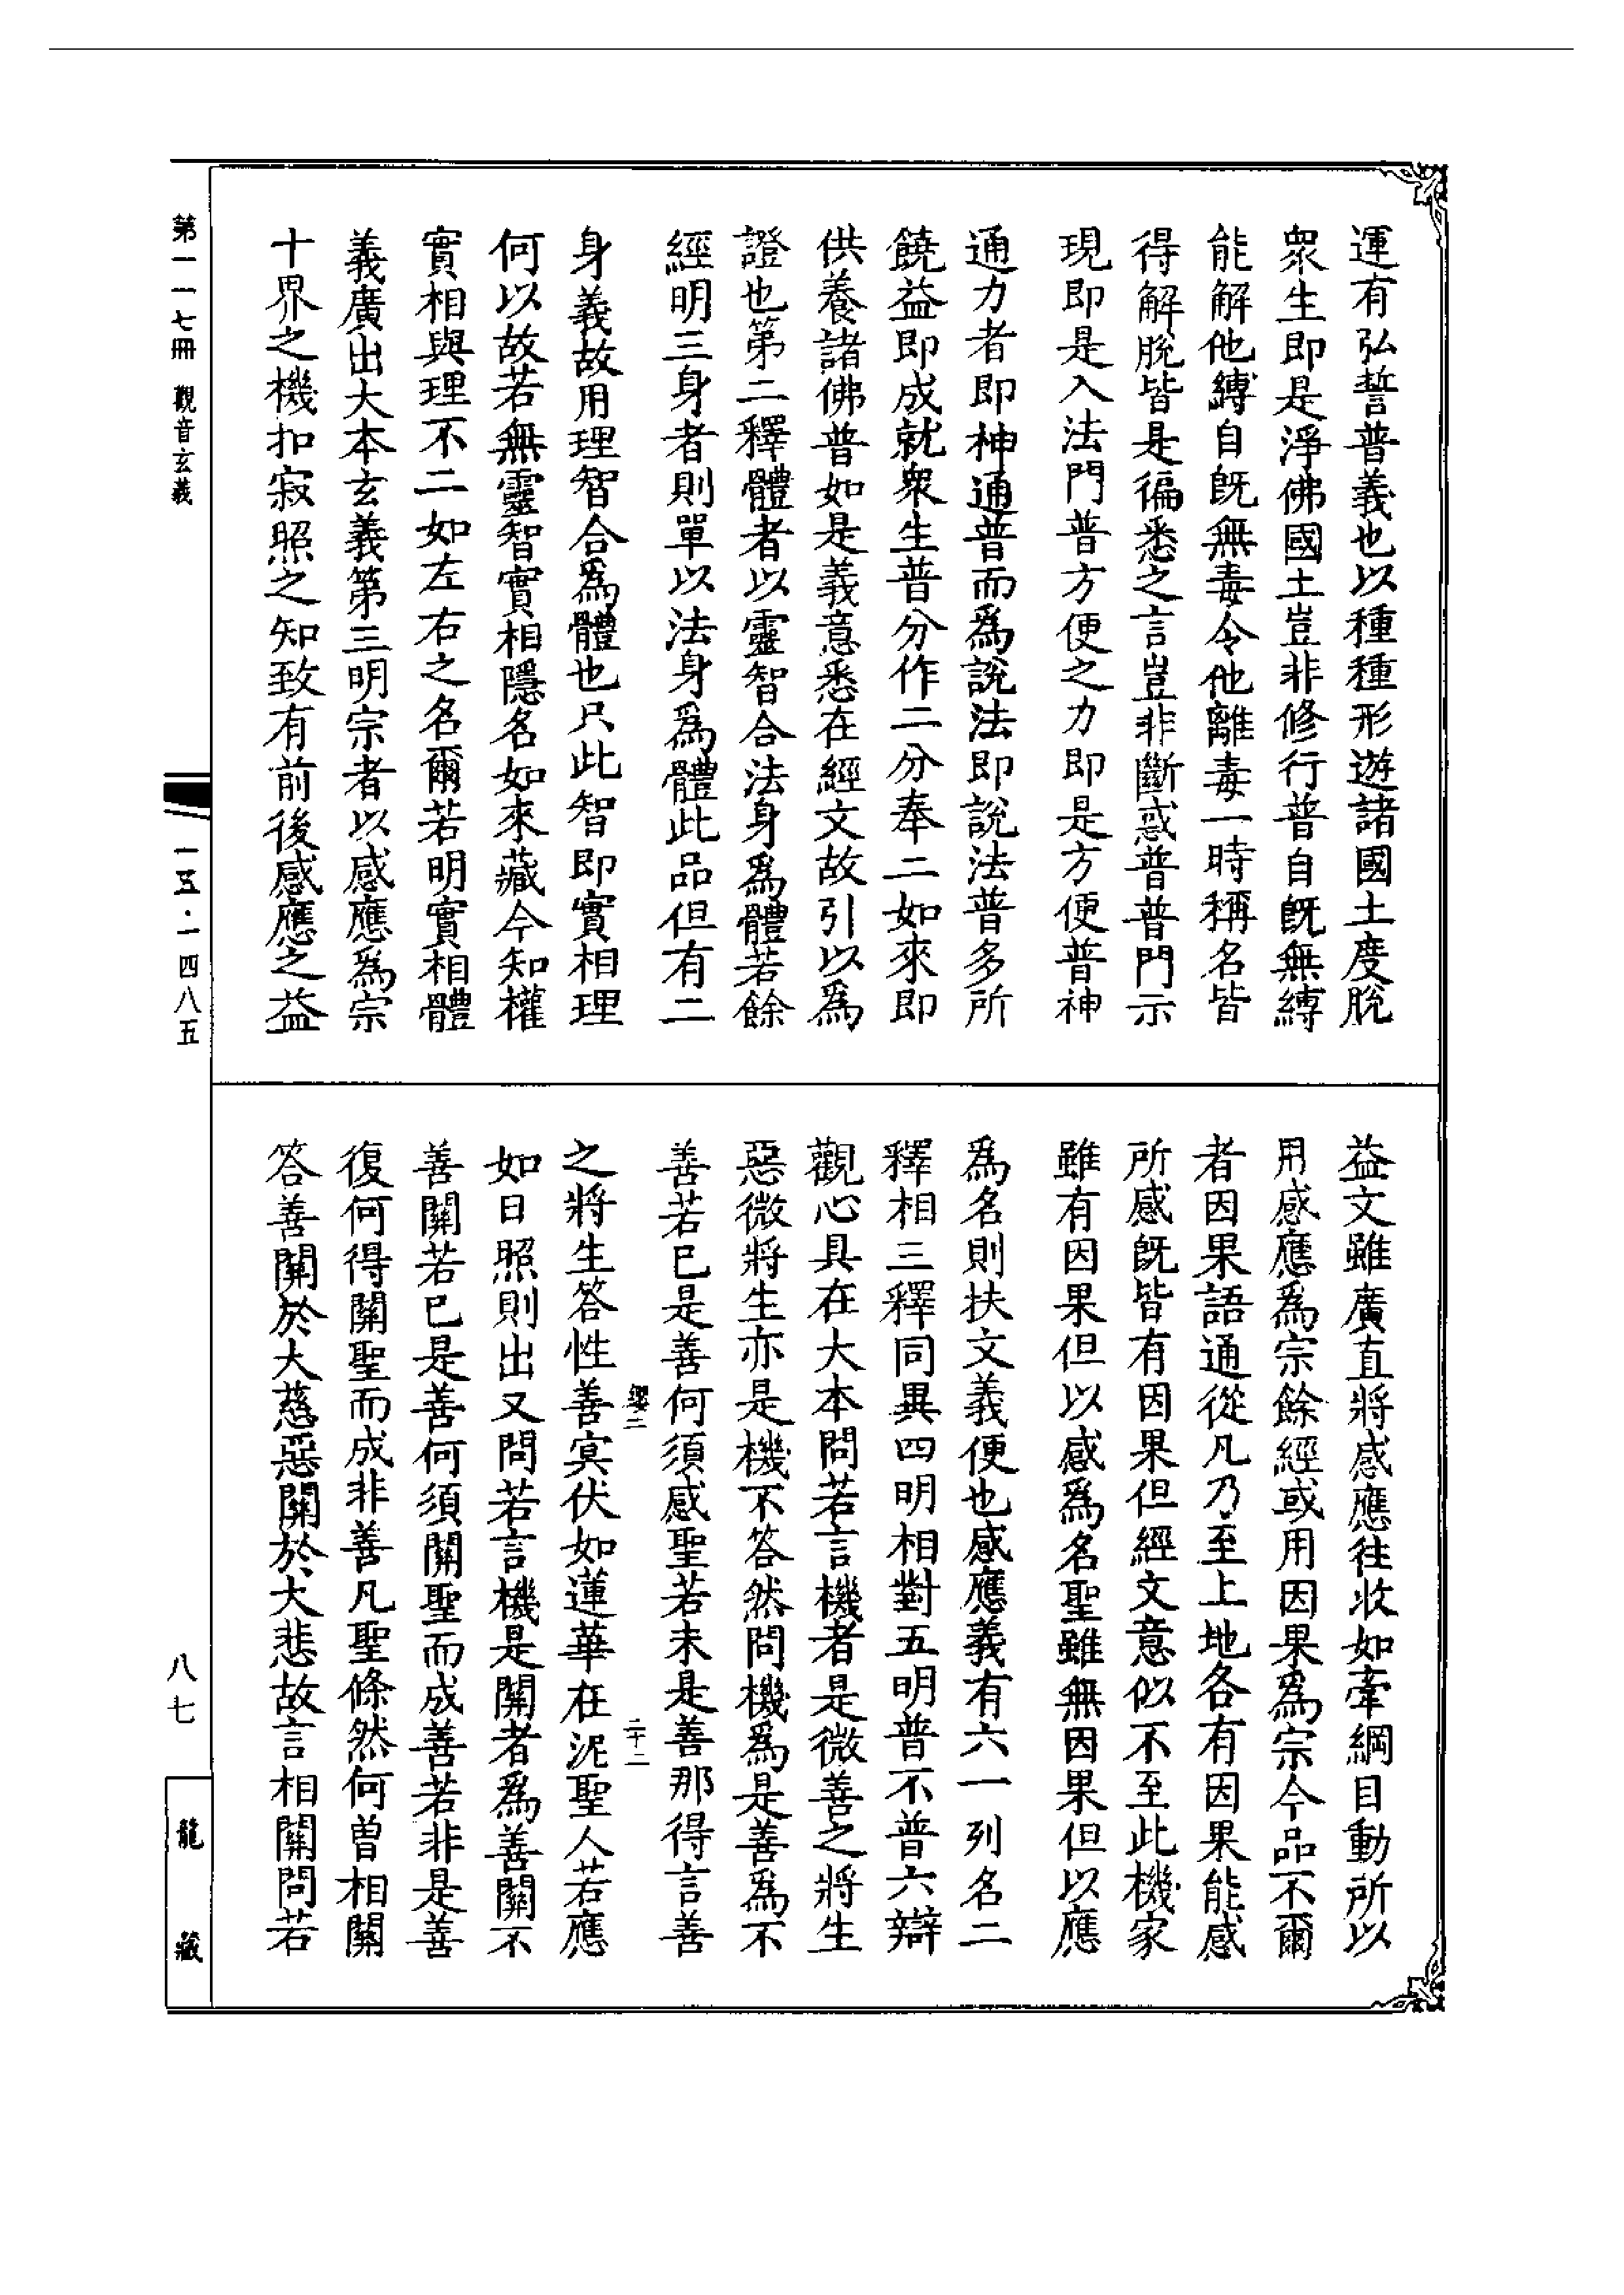 運有弘誓普義也以種種形遊諸國土度脫
衆生即是淨佛國土豈非修行普自旣無縛
能解他縛自旣無毒令他離毒一時稱名皆
得解脫皆是徧悉之言豈非斷惑普普門示
現即是入法門普方便之力即是方便普神
通力者即神通普而爲說法即說法普多所
饒益即成就衆生普分作二分奉二如來即
供養諸佛普如是義意悉在經文故引以爲
證也第二釋體者以靈智合法身爲體若餘
經明三身者則單以法身爲體此品但有二
身義故用理智合爲體也只此智即實相理
何以故若無靈智實相隱名如來藏今知權
實相與理不二如左右之名爾若明實相體
義廣出大本玄義第三明宗者以感應爲宗
十界之機扣寂照之知致有前後感應之益
益文雖廣直將感應往收如牽綱目動所以
用感應爲宗餘經或用因果爲宗今品不爾
者因果語通從凡乃至上地各有因果能感
所感旣皆有因果但經文意似不至此機家
雖有因果但以感爲名聖雖無因果但以應
爲名則扶文義便也感應義有六一列名二
釋相三釋同異四明相對五明普不普六辯
觀心具在大本問若言機者是微善之將生
惡微將生亦是機不答然問機爲是善爲不
善若已是善何須感聖若未是善那得言善
纓二
二十二
之將生答性善冥伏如蓮華在泥聖人若應
如日照則出又問若言機是關者爲善關不
善關若已是善何須關聖而成善若非是善
復何得關聖而成非善凡聖條然何曾相關
答善關於大慈惡關於大悲故言相關問若
第一一七冊 觀音玄義
一五·一四八五
八七
龍藏